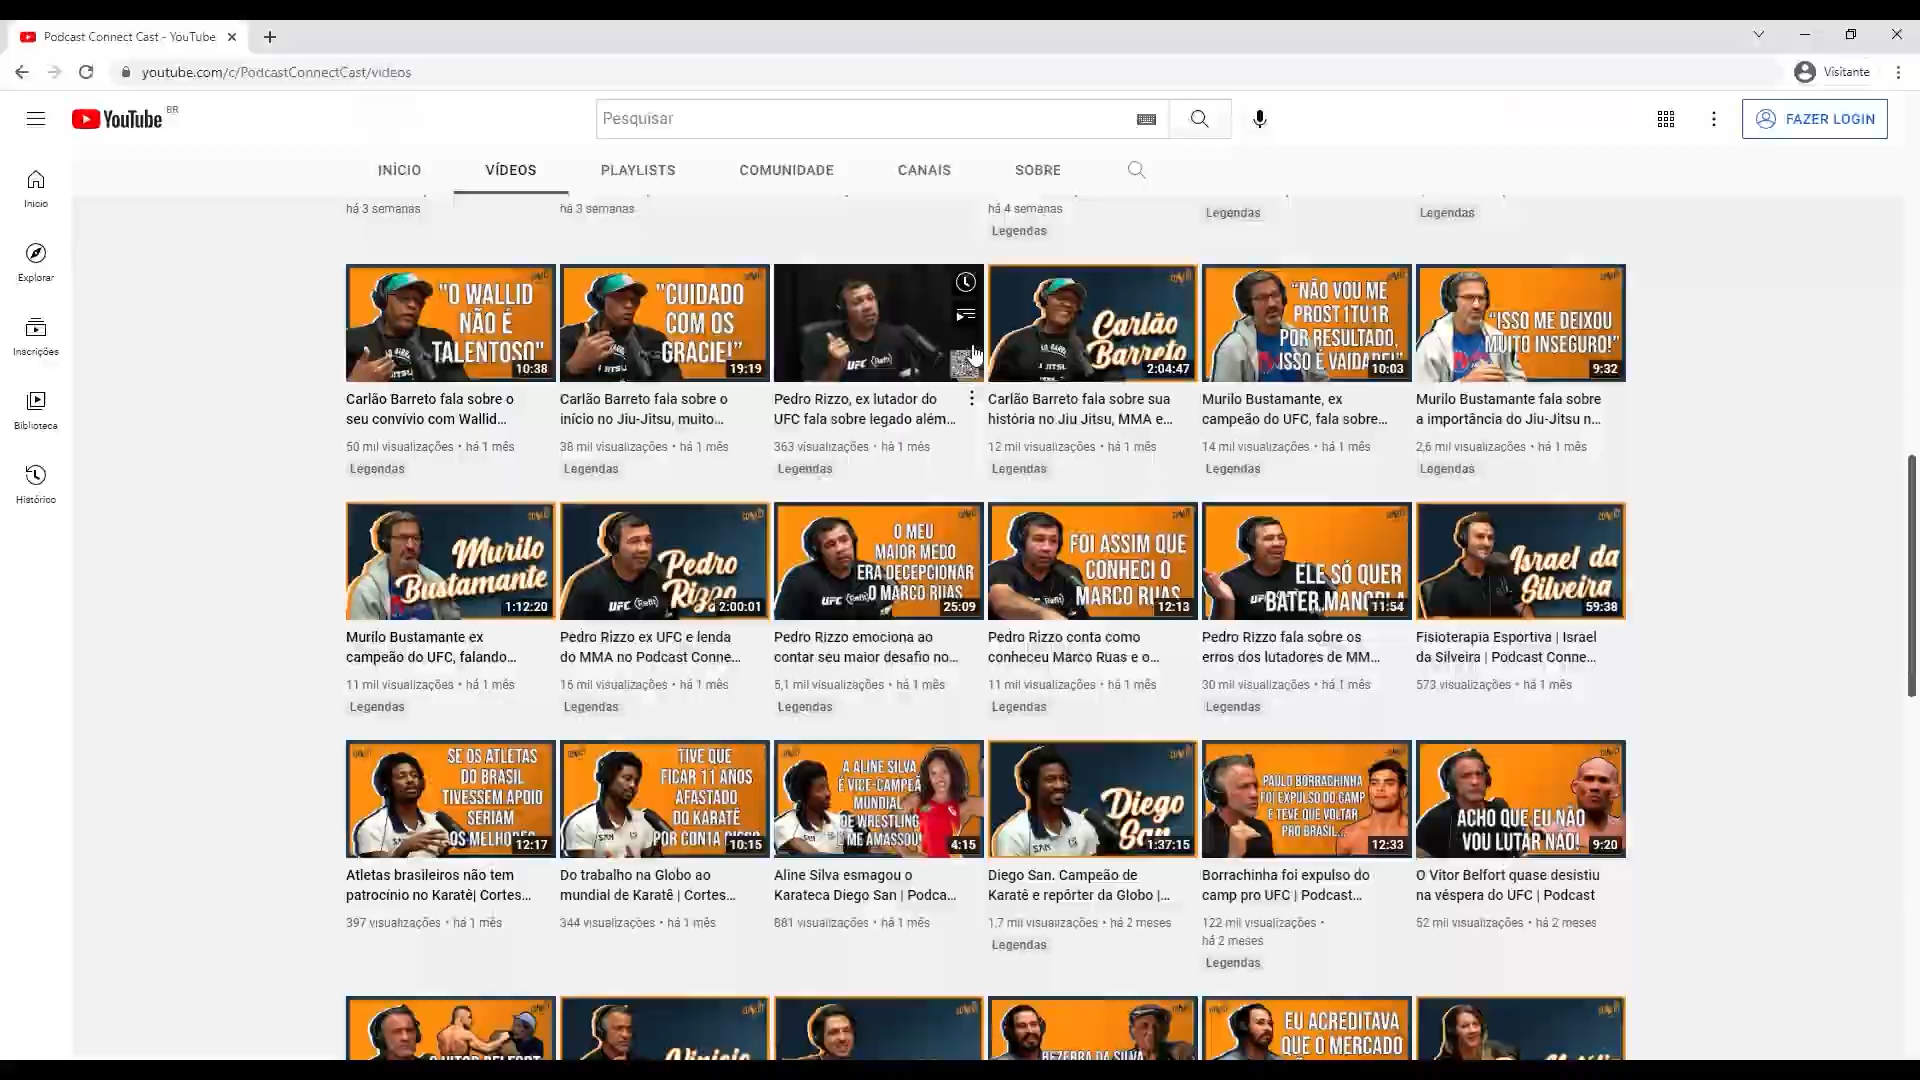 Podcast Connect Cast - YouTube
youtube.com/c/PodcastConnectCast/videos
Visitante
YouTube BR
Pesquisar
FAZER LOGIN
INÍCIO VÍDEOS PLAYLISTS COMUNIDADE CANAIS SOBRE
Início
Explorar
Inscrições
Biblioteca
Histórico
há 3 semanas
há 3 semanas
há 4 semanas
Legendas
Legendas
Legendas
"O WALLID
NÃO É
TALENTOSO"
10:38
"CUIDADO
COM OS
GRACIE!"
19:19
UFC
Carlão
Barreto
2:04:47
"NÃO VOU ME
PROST1TU1R
POR RESULTADO,
ISSO É VAIDADE!"
10:03
"ISSO ME DEIXOU
MUITO INSEGURO!"
9:32
Carlão Barreto fala sobre o
seu convívio com Wallid...
50 mil visualizações • há 1 mês
Legendas
Carlão Barreto fala sobre o
início no Jiu-Jitsu, muito...
38 mil visualizações • há 1 mês
Legendas
Pedro Rizzo, ex lutador do
UFC fala sobre legado além...
363 visualizações • há 1 mês
Legendas
Carlão Barreto fala sobre sua
história no Jiu Jitsu, MMA e...
12 mil visualizações • há 1 mês
Legendas
Murilo Bustamante, ex
campeão do UFC, fala sobre...
14 mil visualizações • há 1 mês
Legendas
Murilo Bustamante fala sobre
a importância do Jiu-Jitsu n...
2,6 mil visualizações • há 1 mês
Legendas
Murilo
Bustamante
1:12:20
Pedro
Rizzo
UFC
2:00:01
O MEU
MAIOR MEDO
ERA DECEPCIONAR
O MARCO RUAS
UFC
25:09
FOI ASSIM QUE
CONHECI O
MARCO RUAS
12:13
ELE SÓ QUER
BATER MANOPLA
11:54
Israel da
Silveira
59:38
Murilo Bustamante ex
campeão do UFC, falando...
11 mil visualizações • há 1 mês
Legendas
Pedro Rizzo ex UFC e lenda
do MMA no Podcast Conne...
16 mil visualizações • há 1 mês
Legendas
Pedro Rizzo emociona ao
contar seu maior desafio no...
5,1 mil visualizações • há 1 mês
Legendas
Pedro Rizzo conta como
conheceu Marco Ruas e o...
11 mil visualizações • há 1 mês
Legendas
Pedro Rizzo fala sobre os
erros dos lutadores de MM...
30 mil visualizações • há 1 mês
Legendas
Fisioterapia Esportiva | Israel
da Silveira | Podcast Conne...
573 visualizações • há 1 mês
SE OS ATLETAS
DO BRASIL
TIVESSEM APOIO
SERIAM
OS MELHORES
12:17
TIVE QUE
FICAR 11 ANOS
AFASTADO
DO KARATÊ
POR CONTA DISSO
10:15
A ALINE SILVA
É VICE-CAMPEÃ
MUNDIAL
DE WRESTLING
ME AMASSOU
4:15
Diego
San
1:37:15
PAULO BORRACHINHA
FOI EXPULSO DO CAMP
E TEVE QUE VOLTAR
PRO BRASIL...
12:33
ACHO QUE EU NÃO
VOU LUTAR NÃO!
9:20
Atletas brasileiros não tem
patrocínio no Karatê| Cortes...
397 visualizações • há 1 mês
Do trabalho na Globo ao
mundial de Karatê | Cortes...
344 visualizações • há 1 mês
Aline Silva esmagou o
Karateca Diego San | Podca...
881 visualizações • há 1 mês
Diego San. Campeão de
Karatê e repórter da Globo |...
1,7 mil visualizações • há 2 meses
Legendas
Borrachinha foi expulso do
camp pro UFC | Podcast...
122 mil visualizações •
há 2 meses
Legendas
O Vitor Belfort quase desistiu
na véspera do UFC | Podcast
52 mil visualizações • há 2 meses
O VITOR BELFORT
BEZERRA DA SILVA
EU ACREDITAVA
QUE O MERCADO